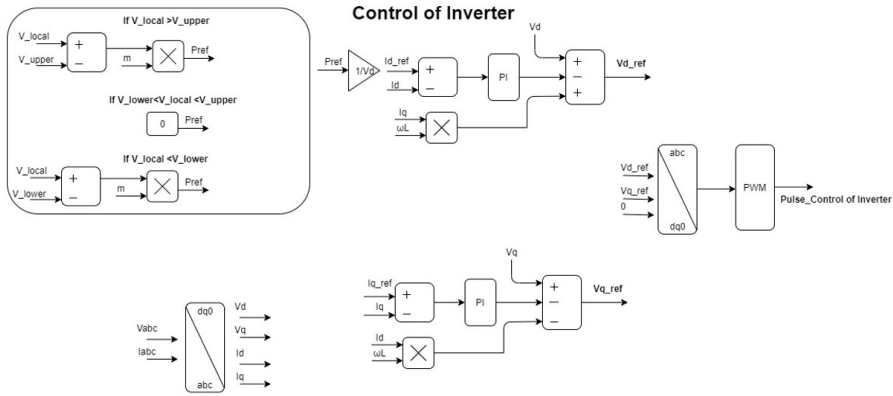 Control of Inverter
If V_local >V_upper
V_local
+
V_upper
−
m
Pref
If V_lower<V_local <V_upper
0
Pref
If V_local <V_lower
V_local
+
V_lower
−
m
Pref
Pref
1/Vd
Id_ref
+
Id
−
PI
Vd
+
−
+
Vd_ref
Iq
ωL
abc
Vd_ref
Vq_ref
0
dq0
PWM
Pulse_Control of Inverter
Vabc
Iabc
dq0
abc
Vd
Vq
Id
Iq
Iq_ref
+
Iq
−
PI
Vq
+
−
−
Vq_ref
Id
ωL